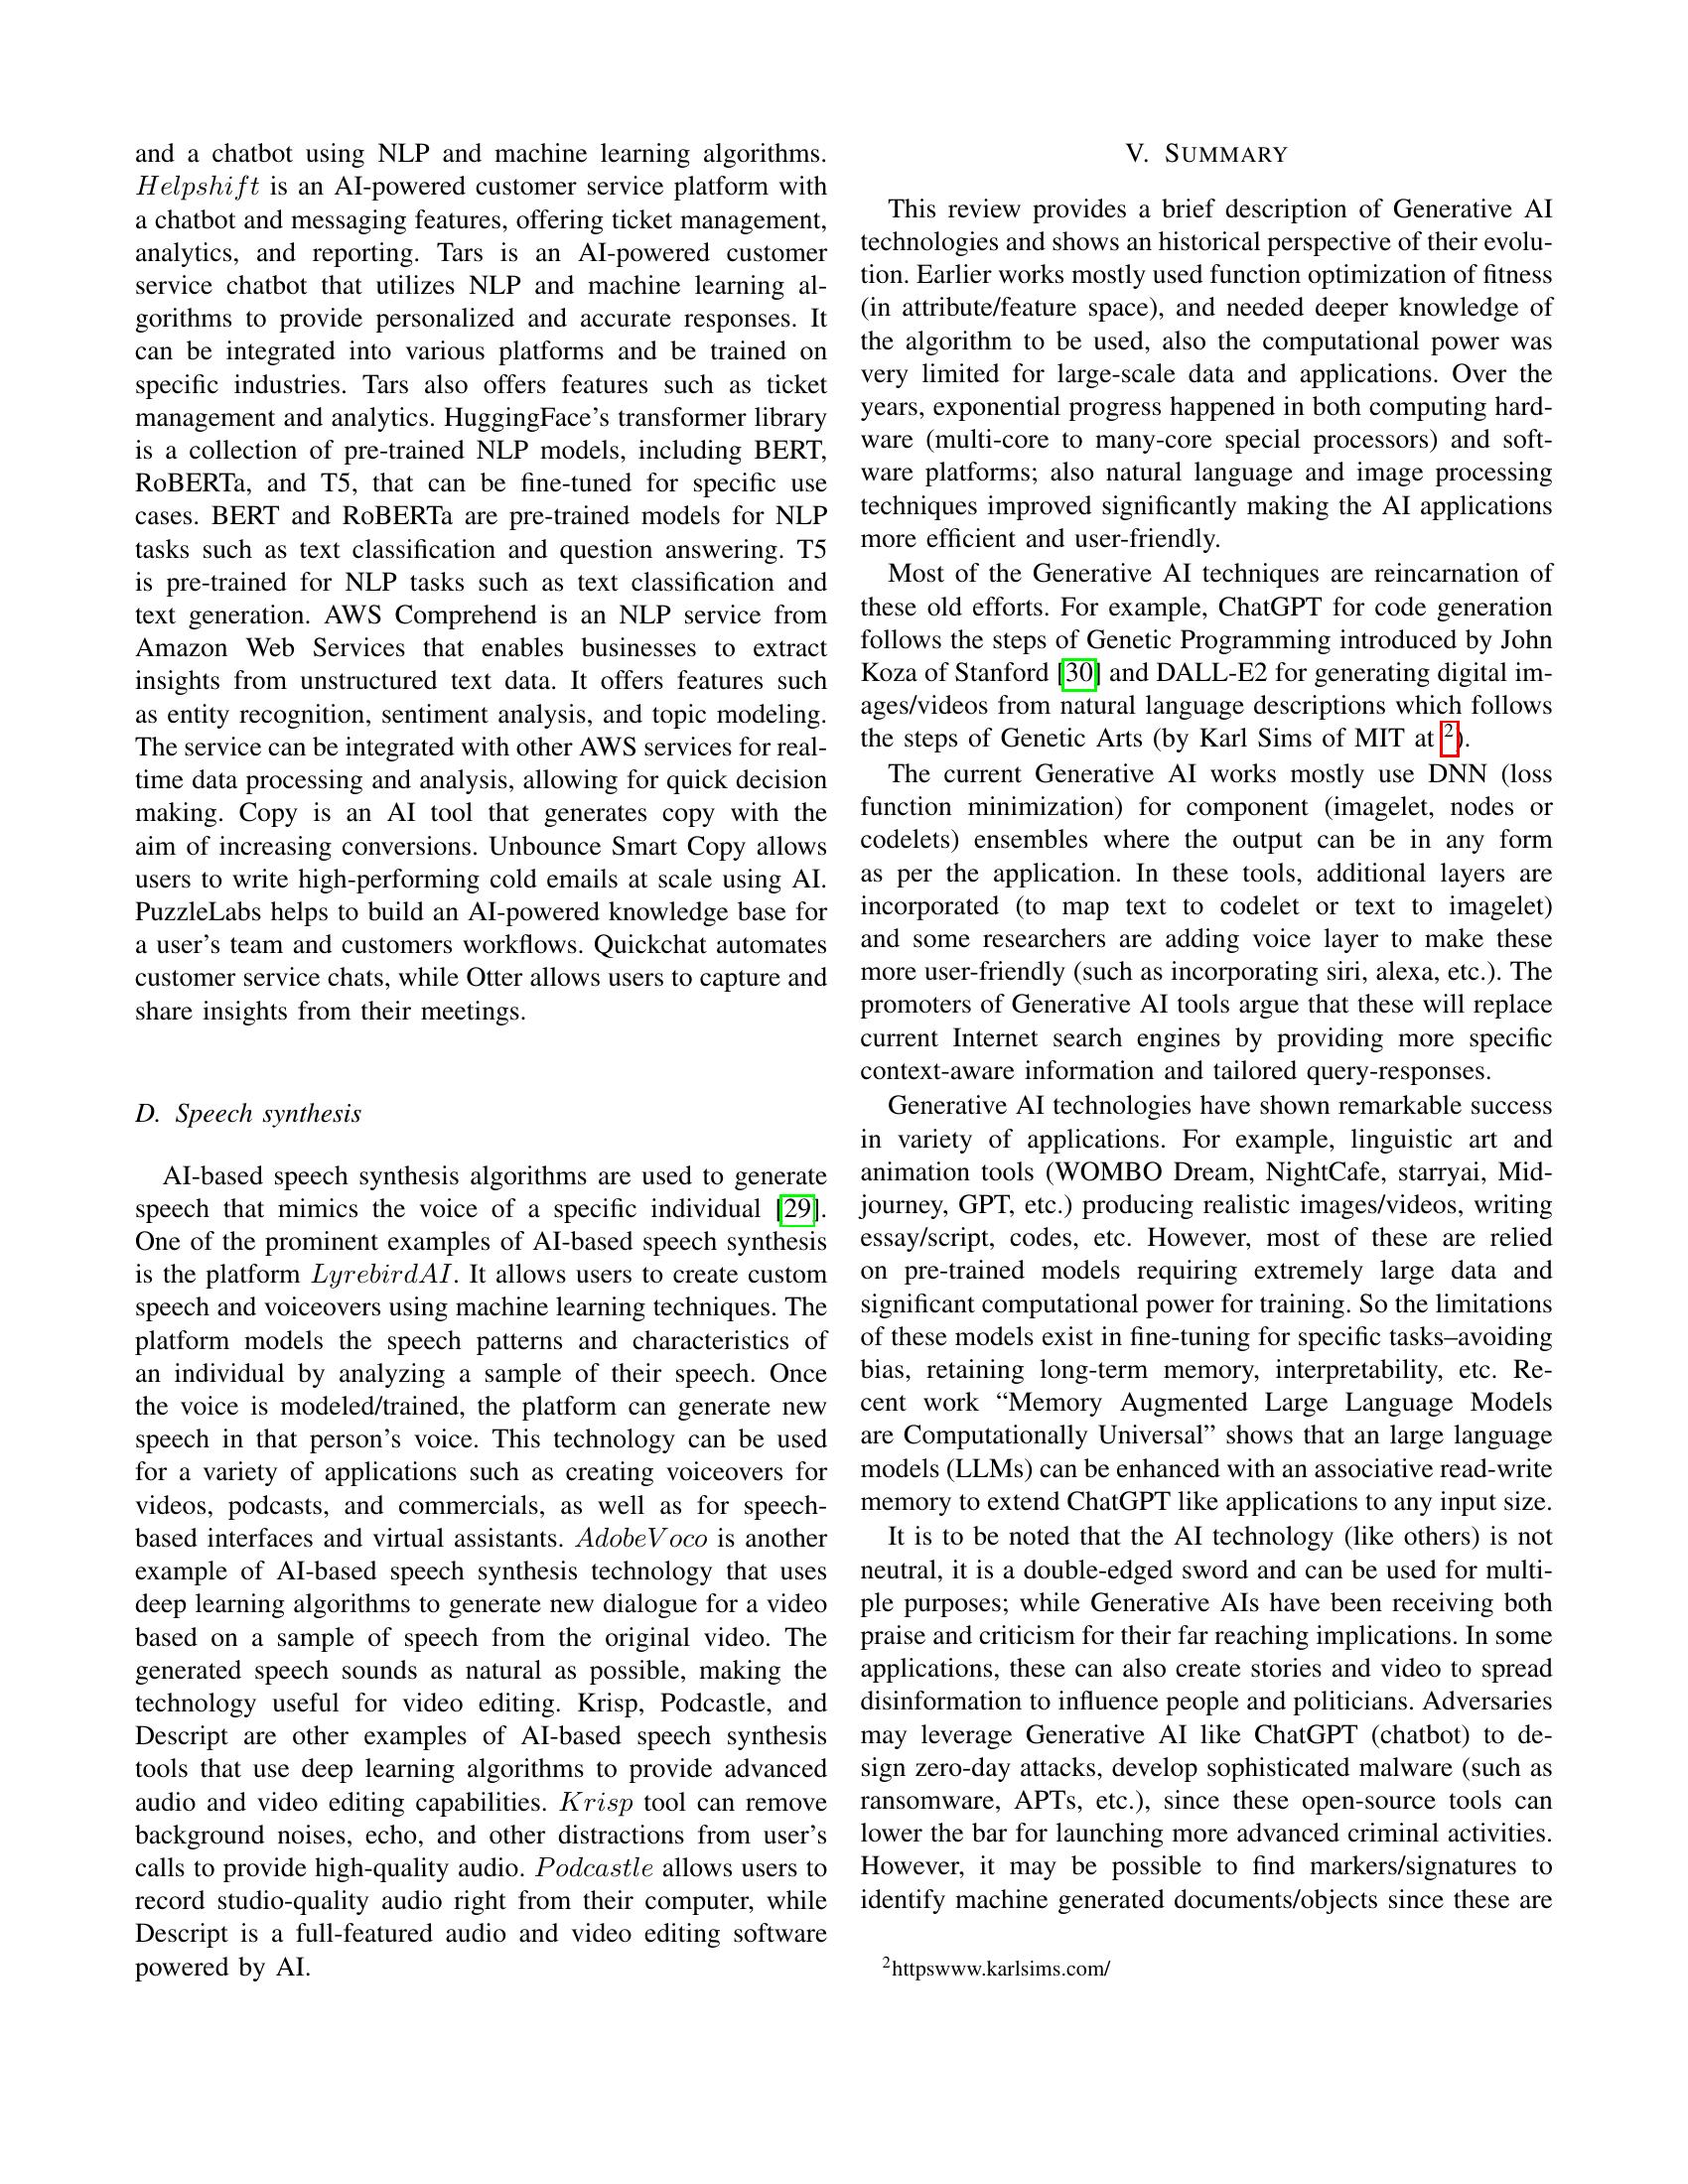 and a chatbot using NLP and machine learning algorithms.
Helpshift is an AI-powered customer service platform with
a chatbot and messaging features, offering ticket management,
analytics, and reporting. Tars is an AI-powered customer
service chatbot that utilizes NLP and machine learning al-
gorithms to provide personalized and accurate responses. It
can be integrated into various platforms and be trained on
specific industries. Tars also offers features such as ticket
management and analytics. HuggingFace's transformer library
is a collection of pre-trained NLP models, including BERT,
RoBERTa, and T5, that can be fine-tuned for specific use
cases. BERT and RoBERTa are pre-trained models for NLP
tasks such as text classification and question answering. T5
is pre-trained for NLP tasks such as text classification and
text generation. AWS Comprehend is an NLP service from
Amazon Web Services that enables businesses to extract
insights from unstructured text data. It offers features such
as entity recognition, sentiment analysis, and topic modeling.
The service can be integrated with other AWS services for real-
time data processing and analysis, allowing for quick decision
making. Copy is an AI tool that generates copy with the
aim of increasing conversions. Unbounce Smart Copy allows
users to write high-performing cold emails at scale using AI.
PuzzleLabs helps to build an AI-powered knowledge base for
a user's team and customers workflows. Quickchat automates
customer service chats, while Otter allows users to capture and
share insights from their meetings.
D. Speech synthesis
AI-based speech synthesis algorithms are used to generate
speech that mimics the voice of a specific individual [29].
One of the prominent examples of AI-based speech synthesis
is the platform LyrebirdAI. It allows users to create custom
speech and voiceovers using machine learning techniques. The
platform models the speech patterns and characteristics of
an individual by analyzing a sample of their speech. Once
the voice is modeled/trained, the platform can generate new
speech in that person's voice. This technology can be used
for a variety of applications such as creating voiceovers for
videos, podcasts, and commercials, as well as for speech-
based interfaces and virtual assistants. AdobeVoco is another
example of AI-based speech synthesis technology that uses
deep learning algorithms to generate new dialogue for a video
based on a sample of speech from the original video. The
generated speech sounds as natural as possible, making the
technology useful for video editing. Krisp, Podcastle, and
Descript are other examples of AI-based speech synthesis
tools that use deep learning algorithms to provide advanced
audio and video editing capabilities. Krisp tool can remove
background noises, echo, and other distractions from user's
calls to provide high-quality audio. Podcastle allows users to
record studio-quality audio right from their computer, while
Descript is a full-featured audio and video editing software
powered by AI.
V. SUMMARY
This review provides a brief description of Generative AI
technologies and shows an historical perspective of their evolu-
tion. Earlier works mostly used function optimization of fitness
(in attribute/feature space), and needed deeper knowledge of
the algorithm to be used, also the computational power was
very limited for large-scale data and applications. Over the
years, exponential progress happened in both computing hard-
ware (multi-core to many-core special processors) and soft-
ware platforms; also natural language and image processing
techniques improved significantly making the AI applications
more efficient and user-friendly.
Most of the Generative AI techniques are reincarnation of
these old efforts. For example, ChatGPT for code generation
follows the steps of Genetic Programming introduced by John
Koza of Stanford [30] and DALL-E2 for generating digital im-
ages/videos from natural language descriptions which follows
the steps of Genetic Arts (by Karl Sims of MIT at 2).
The current Generative AI works mostly use DNN (loss
function minimization) for component (imagelet, nodes or
codelets) ensembles where the output can be in any form
as per the application. In these tools, additional layers are
incorporated (to map text to codelet or text to imagelet)
and some researchers are adding voice layer to make these
more user-friendly (such as incorporating siri, alexa, etc.). The
promoters of Generative AI tools argue that these will replace
current Internet search engines by providing more specific
context-aware information and tailored query-responses.
Generative AI technologies have shown remarkable success
in variety of applications. For example, linguistic art and
animation tools (WOMBO Dream, NightCafe, starryai, Mid-
journey, GPT, etc.) producing realistic images/videos, writing
essay/script, codes, etc. However, most of these are relied
on pre-trained models requiring extremely large data and
significant computational power for training. So the limitations
of these models exist in fine-tuning for specific tasks–avoiding
bias, retaining long-term memory, interpretability, etc. Re-
cent work “Memory Augmented Large Language Models
are Computationally Universal” shows that an large language
models (LLMs) can be enhanced with an associative read-write
memory to extend ChatGPT like applications to any input size.
It is to be noted that the AI technology (like others) is not
neutral, it is a double-edged sword and can be used for multi-
ple purposes; while Generative AIs have been receiving both
praise and criticism for their far reaching implications. In some
applications, these can also create stories and video to spread
disinformation to influence people and politicians. Adversaries
may leverage Generative AI like ChatGPT (chatbot) to de-
sign zero-day attacks, develop sophisticated malware (such as
ransomware, APTs, etc.), since these open-source tools can
lower the bar for launching more advanced criminal activities.
However, it may be possible to find markers/signatures to
identify machine generated documents/objects since these are
2httpswww.karlsims.com/